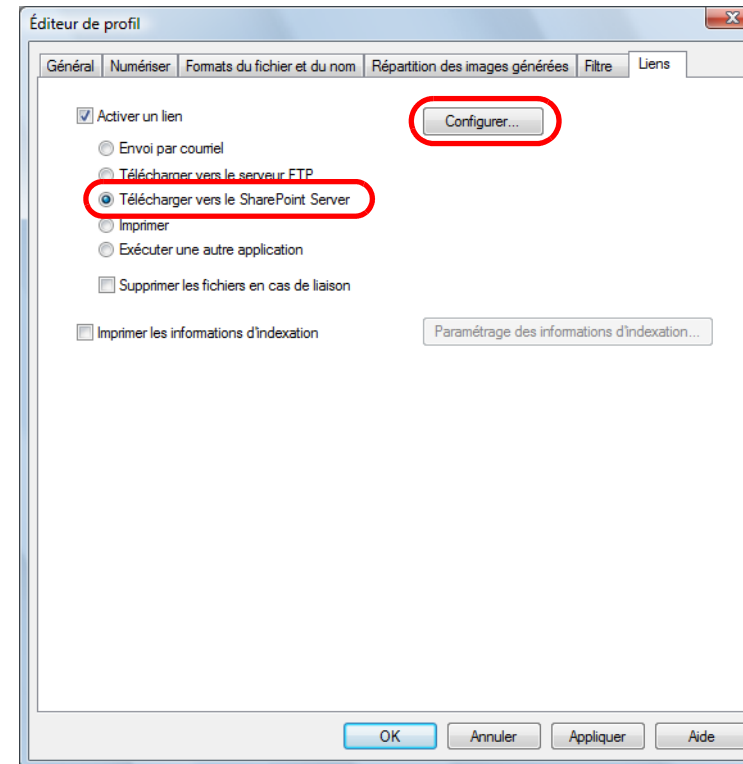 Éditeur de profil
Général Numériser Formats du fichier et du nom Répartition des images générées Filtre Liens
Activer un lien Configurer...
Envoi par courriel
Télécharger vers le serveur FTP
Télécharger vers le SharePoint Server
Imprimer
Exécuter une autre application
Supprimer les fichiers en cas de liaison
Imprimer les informations d'indexation Paramétrage des informations d'indexation...
OK Annuler Appliquer Aide